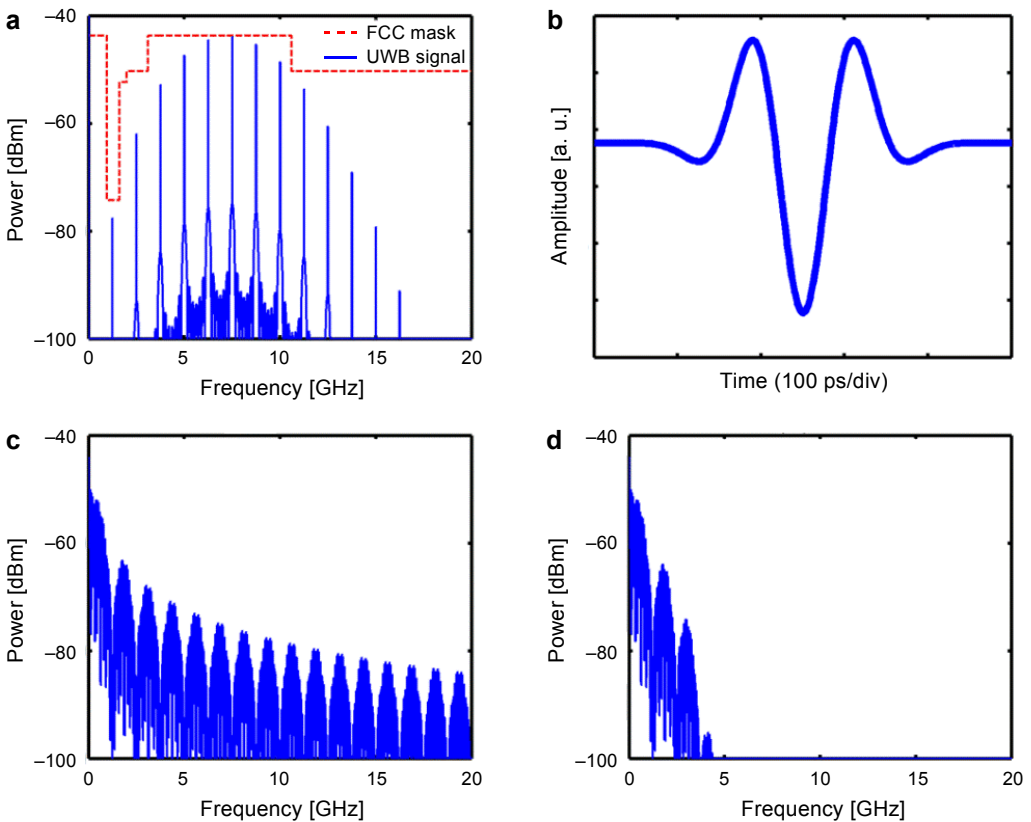 a
FCC mask
UWB signal
–40
–60
–80
–100
Power [dBm]
0
5
10
15
20
Frequency [GHz]
b
Amplitude [a. u.]
Time (100 ps/div)
c
–40
–60
–80
–100
Power [dBm]
0
5
10
15
20
Frequency [GHz]
d
–40
–60
–80
–100
Power [dBm]
0
5
10
15
20
Frequency [GHz]